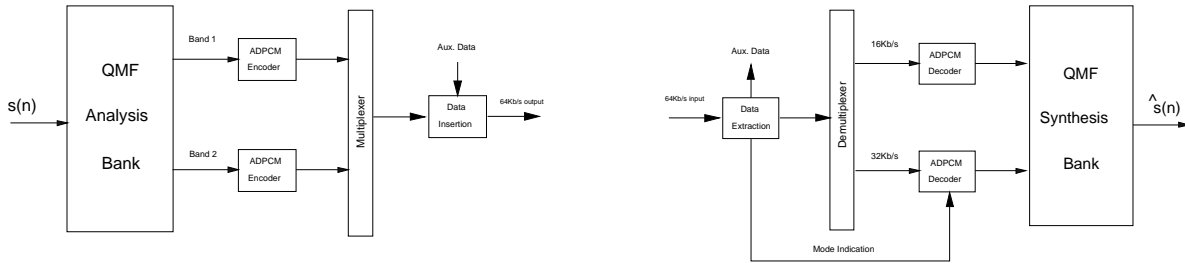 s(n)
QMF
Analysis
Bank
Band 1
Band 2
ADPCM
Encoder
ADPCM
Encoder
Multiplexer
Aux. Data
Data
Insertion
64Kb/s output
64Kb/s input
Aux. Data
Data
Extraction
Demultiplexer
16Kb/s
32Kb/s
ADPCM
Decoder
ADPCM
Decoder
Mode Indication
QMF
Synthesis
Bank
^
s(n)